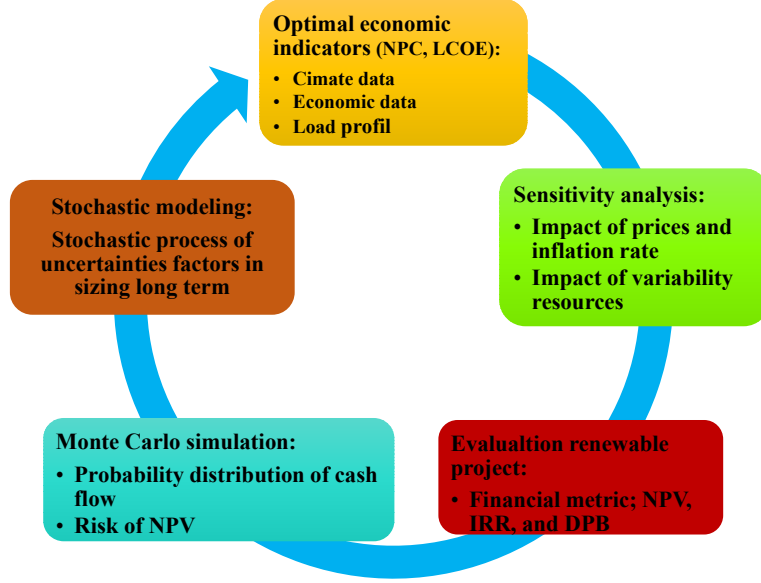 Optimal economic
indicators (NPC, LCOE):
• Cimate data
• Economic data
• Load profil
Sensitivity analysis:
• Impact of prices and
inflation rate
• Impact of variability
resources
Evalualtion renewable
project:
• Financial metric; NPV,
IRR, and DPB
Monte Carlo simulation:
• Probability distribution of cash
flow
• Risk of NPV
Stochastic modeling:
Stochastic process of
uncertainties factors in
sizing long term